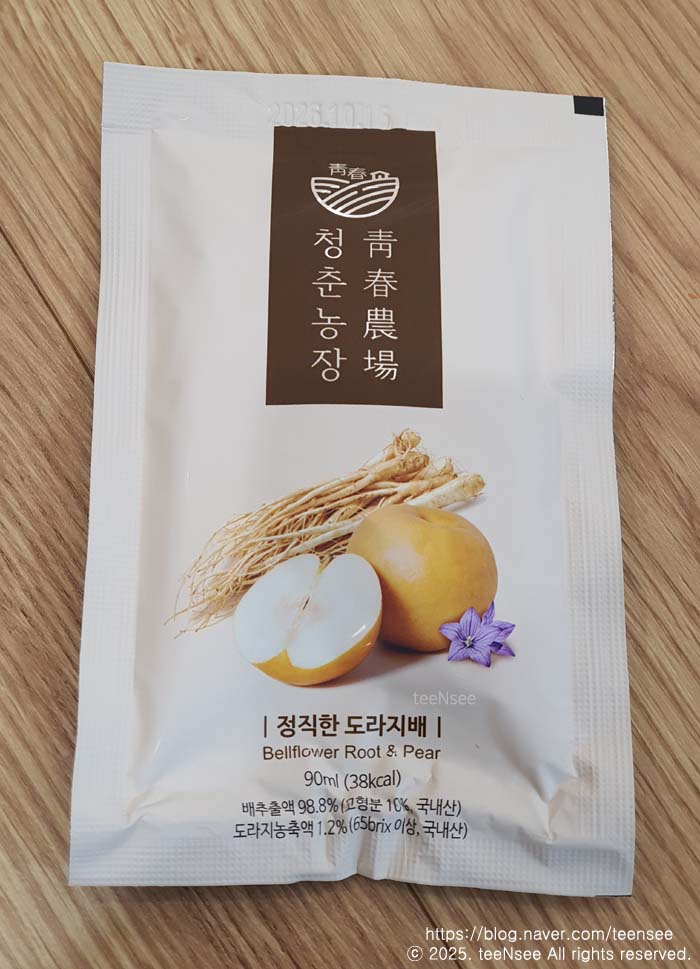 2026.10.16
靑春
靑春農場
청춘농장
teeNsee
| 정직한 도라지배 |
Bellflower Root & Pear
90ml (38kcal)
배추출액 98.8% (고형분 10%, 국내산)
도라지농축액 1.2% (65brix 이상, 국내산)
https://blog.naver.com/teensee
© 2025. teeNsee All rights reserved.